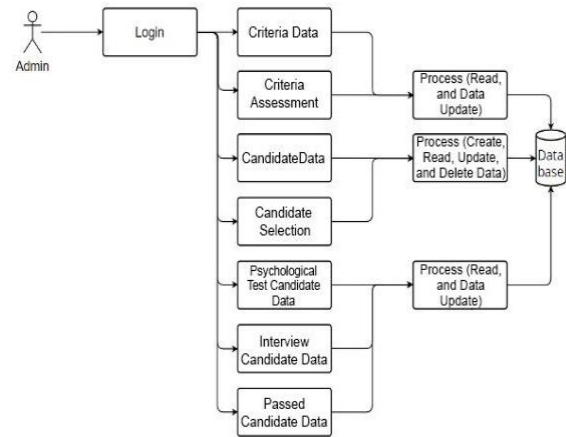 Admin
Login
Criteria Data
Criteria
Assessment
CandidateData
Candidate
Selection
Psychological
Test Candidate
Data
Interview
Candidate Data
Passed
Candidate Data
Process (Read,
and Data
Update)
Process (Create,
Read, Update,
and Delete Data)
Process (Read,
and Data
Update)
Data
base